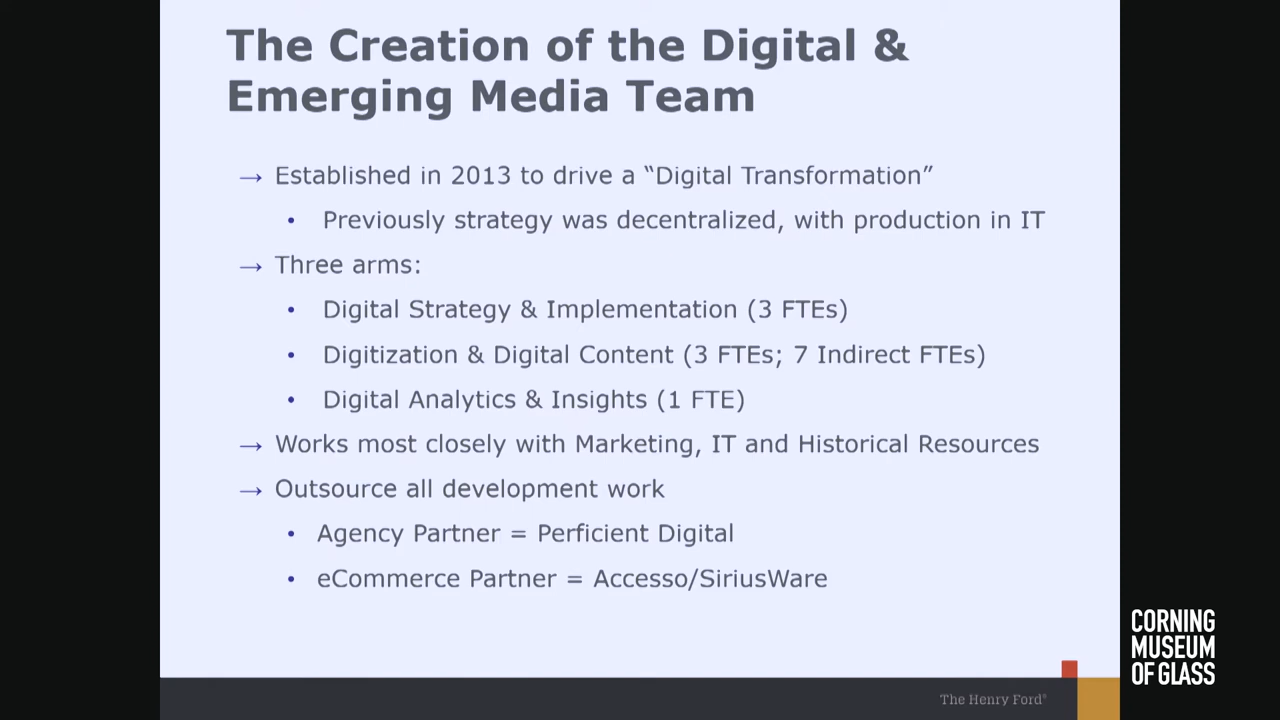 The Creation of the Digital &
Emerging Media Team
→ Established in 2013 to drive a “Digital Transformation”
• Previously strategy was decentralized, with production in IT
→ Three arms:
• Digital Strategy & Implementation (3 FTEs)
• Digitization & Digital Content (3 FTEs; 7 Indirect FTEs)
• Digital Analytics & Insights (1 FTE)
→ Works most closely with Marketing, IT and Historical Resources
→ Outsource all development work
• Agency Partner = Perficient Digital
• eCommerce Partner = Accesso/SiriusWare
CORNING
MUSEUM
OF GLASS
The Henry Ford®